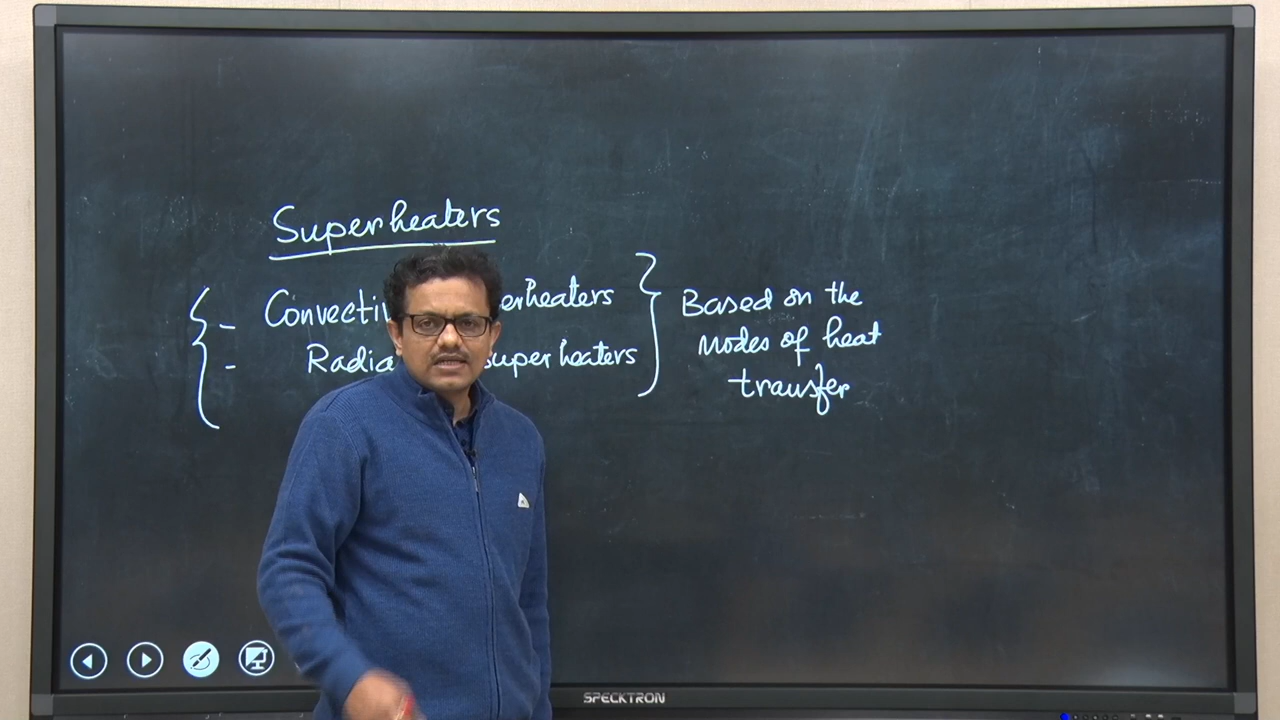 Superheaters
- Convecti erheaters
- Radia superheaters
Based on the
modes of heat
transfer
SPECKTRON